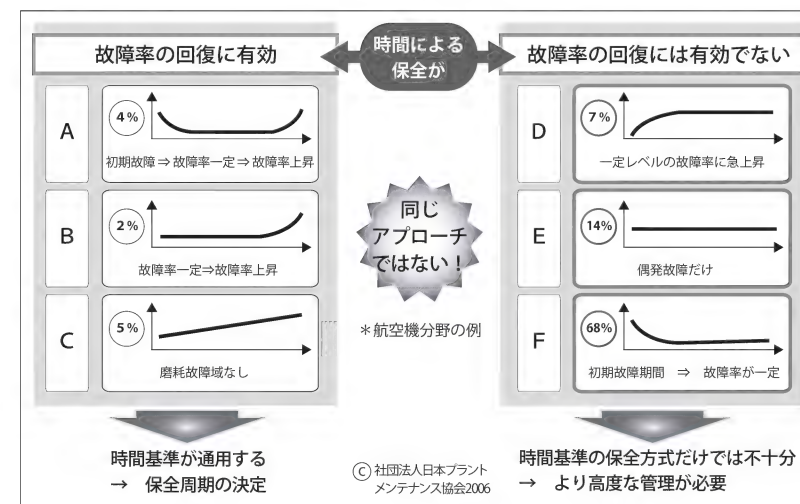 時間による
保全が
故障率の回復に有効
故障率の回復には有効でない
A
4%
初期故障⇒故障率一定⇒故障率上昇
B
2%
故障率一定⇒故障率上昇
C
5%
磨耗故障域なし
同じ
アプローチ
ではない！
＊航空機分野の例
D
7%
一定レベルの故障率に急上昇
E
14%
偶発故障だけ
F
68%
初期故障期間 ⇒ 故障率が一定
時間基準が通用する
→ 保全周期の決定
Ⓒ 社団法人日本プラント
メンテナンス協会2006
時間基準の保全方式だけでは不十分
→ より高度な管理が必要